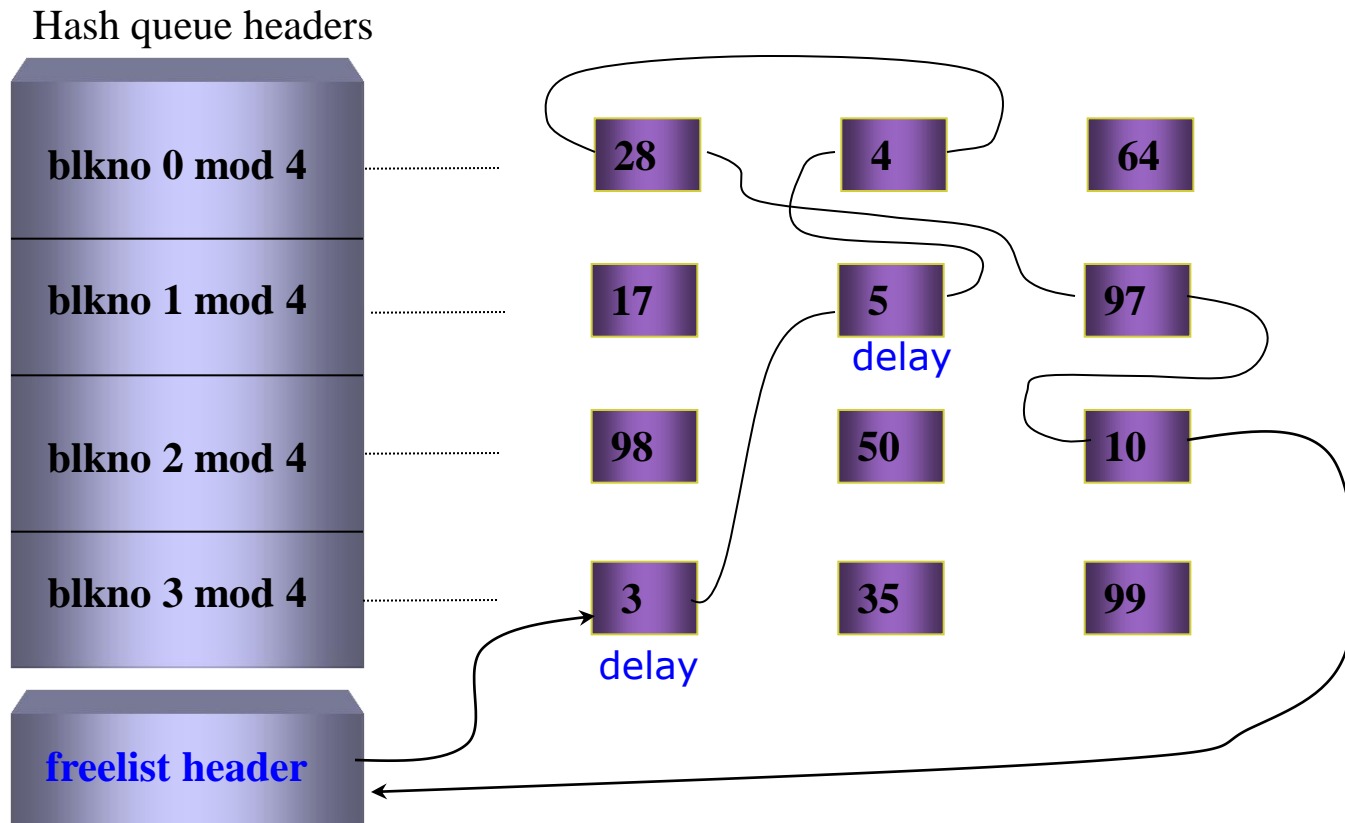 Hash queue headers
blkno 0 mod 4
28
4
64
blkno 1 mod 4
17
5
97
delay
blkno 2 mod 4
98
50
10
blkno 3 mod 4
3
35
99
delay
freelist header